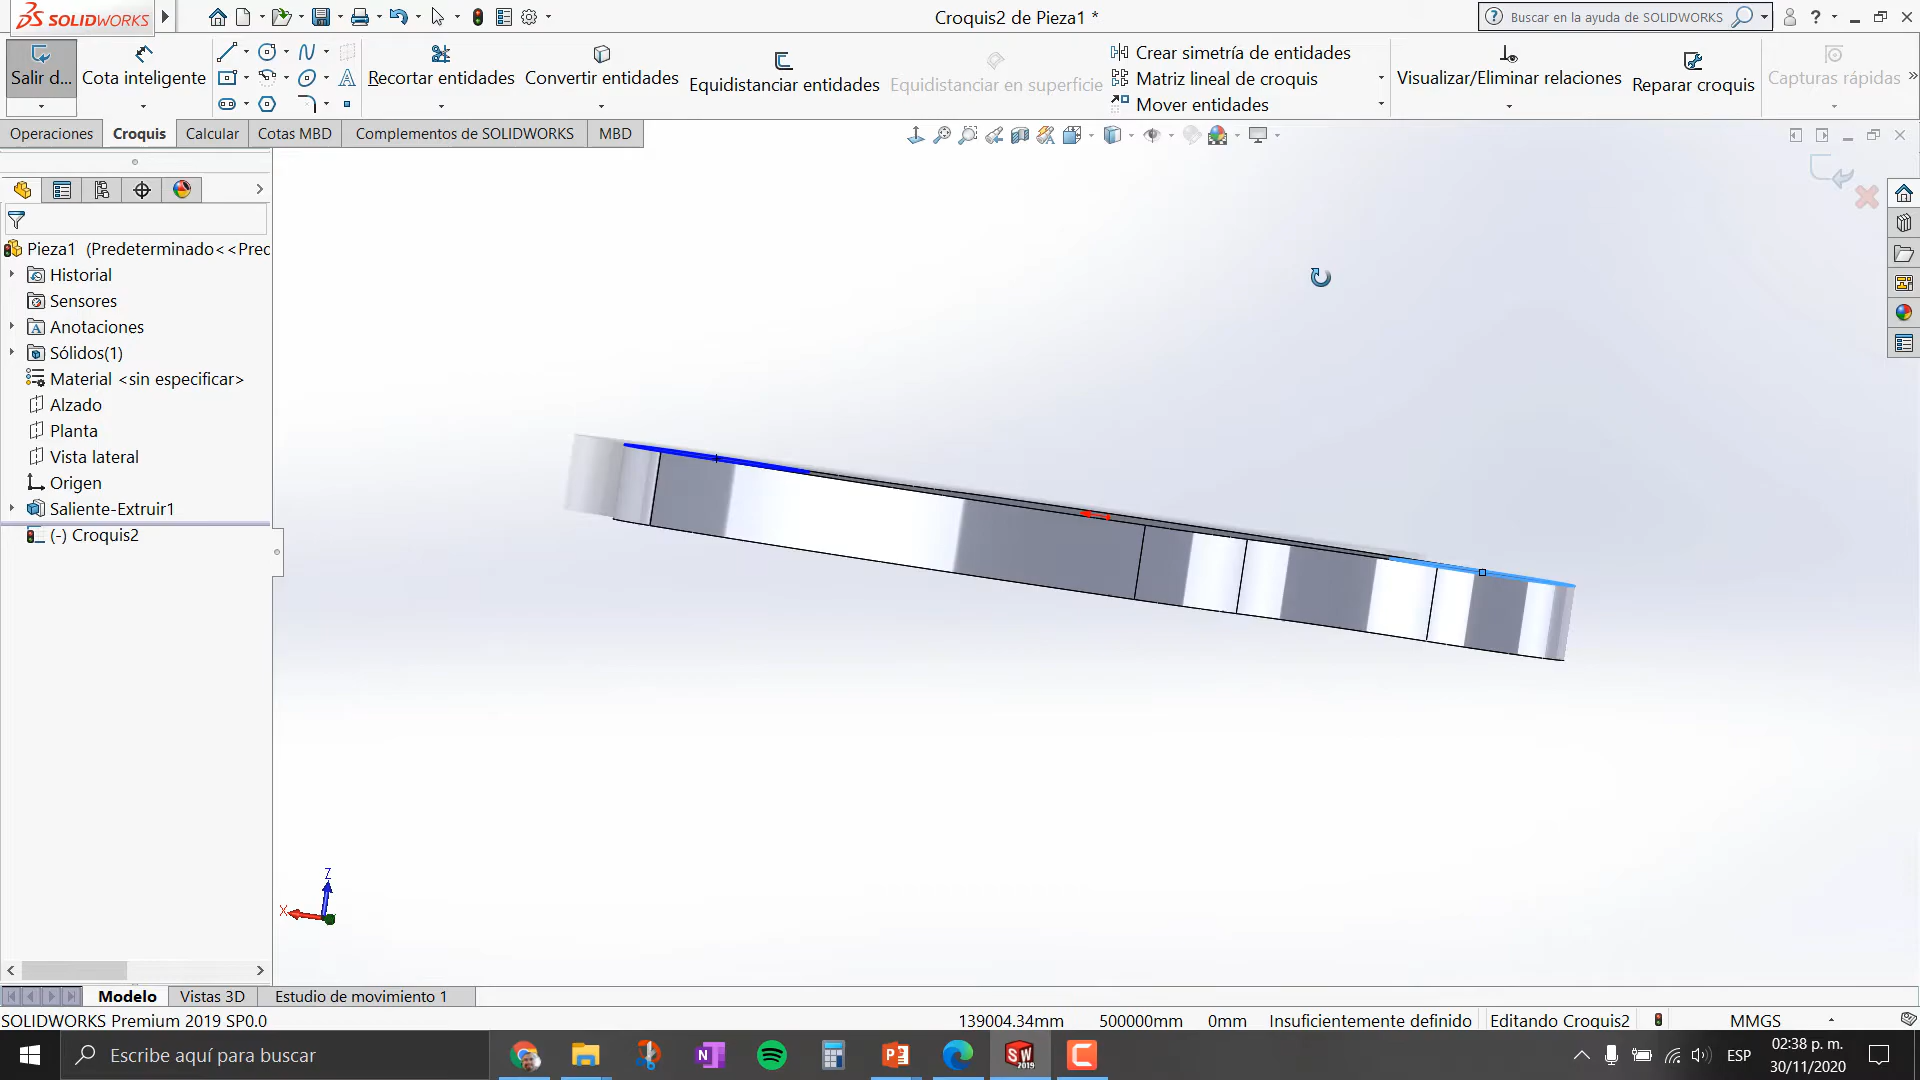 SOLIDWORKS
Croquis2 de Pieza1 *
Buscar en la ayuda de SOLIDWORKS
Salir d...
Cota inteligente
Recortar entidades
Convertir entidades
Equidistanciar entidades
Equidistanciar en superficie
Crear simetría de entidades
Matriz lineal de croquis
Mover entidades
Visualizar/Eliminar relaciones
Reparar croquis
Capturas rápidas
Operaciones
Croquis
Calcular
Cotas MBD
Complementos de SOLIDWORKS
MBD
Pieza1 (Predeterminado<<Prec
Historial
Sensores
Anotaciones
Sólidos(1)
Material <sin especificar>
Alzado
Planta
Vista lateral
Origen
Saliente-Extruir1
(-) Croquis2
Z
X
Modelo
Vistas 3D
Estudio de movimiento 1
SOLIDWORKS Premium 2019 SP0.0
139004.34mm
500000mm
0mm
Insuficientemente definido
Editando Croquis2
MMGS
Escribe aquí para buscar
ESP
02:38 p. m.
30/11/2020